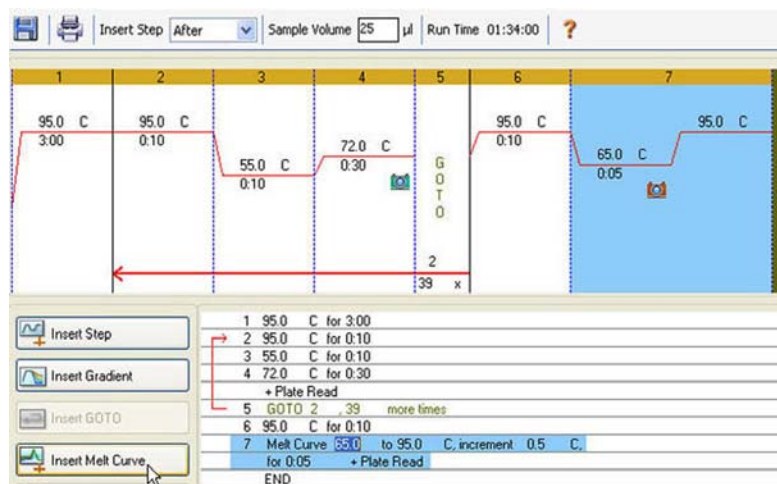 Insert Step After Sample Volume 25 µl Run Time 01:34:00 ?
1 2 3 4 5 6 7
95.0 C 95.0 C 95.0 C 95.0 C
3:00 0:10 0:10
72.0 C 65.0 C
55.0 C 0:30 0:05
0:10
G
O
T
O
2
39 x
Insert Step
Insert Gradient
Insert GOTO
Insert Melt Curve
1 95.0 C for 3:00
2 95.0 C for 0:10
3 55.0 C for 0:10
4 72.0 C for 0:30
+ Plate Read
5 GOTO 2 , 39 more times
6 95.0 C for 0:10
7 Melt Curve 65.0 to 95.0 C, increment 0.5 C,
for 0:05 + Plate Read
END